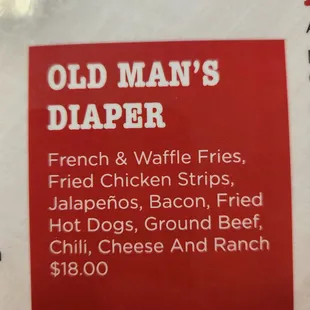 OLD MAN'S
DIAPER
French & Waffle Fries,
Fried Chicken Strips,
Jalapeños, Bacon, Fried
Hot Dogs, Ground Beef,
Chili, Cheese And Ranch
$18.00